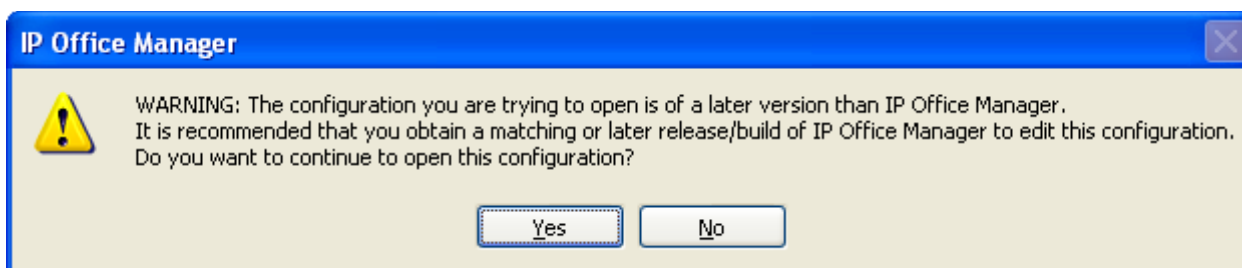 IP Office Manager
WARNING: The configuration you are trying to open is of a later version than IP Office Manager.
It is recommended that you obtain a matching or later release/build of IP Office Manager to edit this configuration.
Do you want to continue to open this configuration?
Yes No